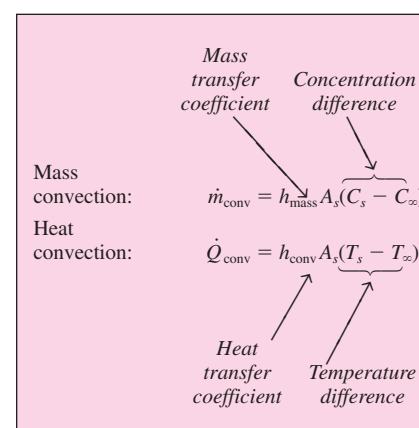 Mass
transfer
coefficient
Concentration
difference
Mass
convection: ṁconv = hmass As(Cs − C∞
Heat
convection: Q̇conv = hconv As(Ts − T∞)
Heat
transfer
coefficient
Temperature
difference